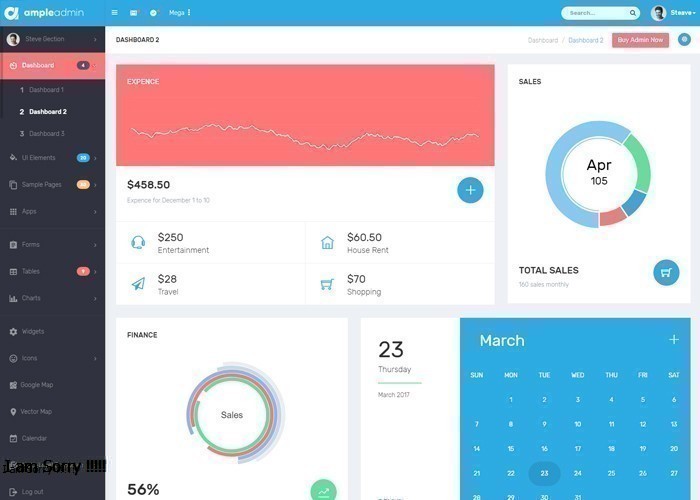 ampleadmin
Mega
Search...
Steave
Steve Gection
DASHBOARD 2
Dashboard / Dashboard 2
Buy Admin Now
Dashboard 4
1 Dashboard 1
2 Dashboard 2
3 Dashboard 3
UI Elements 20
Sample Pages
Apps
Forms
Tables 9
Charts
Widgets
Icons
Google Map
Vector Map
Calendar
I am Sorry !!!!!
Log out
EXPENCE
$458.50
Expence for December 1 to 10
$250
Entertainment
$60.50
House Rent
$28
Travel
$70
Shopping
SALES
Apr
105
TOTAL SALES
160 sales monthly
FINANCE
Sales
56%
23
Thursday
March 2017
March
SUN MON TUE WED THU FRI SAT
1 2 3 4 5 6
7 8 9 10 11 12 13
14 15 16 17 18 19 20
21 22 23 24 25 26 27
28 29 30 31